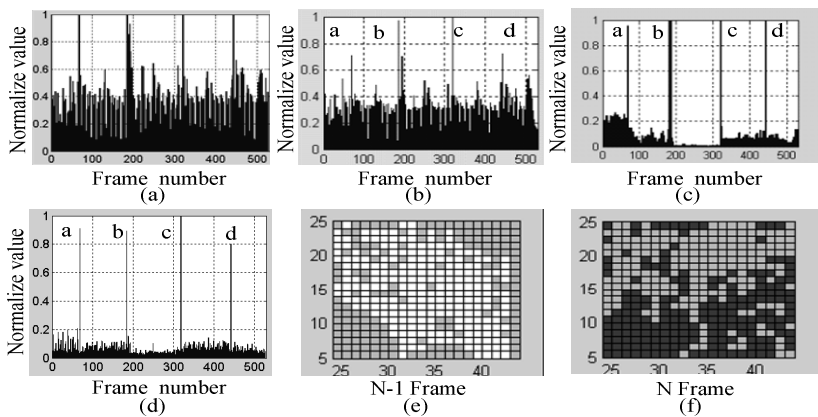 Normalize value
1
0.8
0.6
0.4
0.2
0
0 100 200 300 400 500
Frame number
(a)
Normalize value
1
0.8
0.6
0.4
0.2
0
a b c d
0 100 200 300 400 500
Frame number
(b)
Normalize value
1
0.8
0.6
0.4
0.2
0
a b c d
0 100 200 300 400 500
Frame number
(c)
Normalize value
1
0.8
0.6
0.4
0.2
0
a b c d
0 100 200 300 400 500
Frame number
(d)
25
20
15
10
5
25 30 35 40
N-1 Frame
(e)
25
20
15
10
5
25 30 35 40
N Frame
(f)